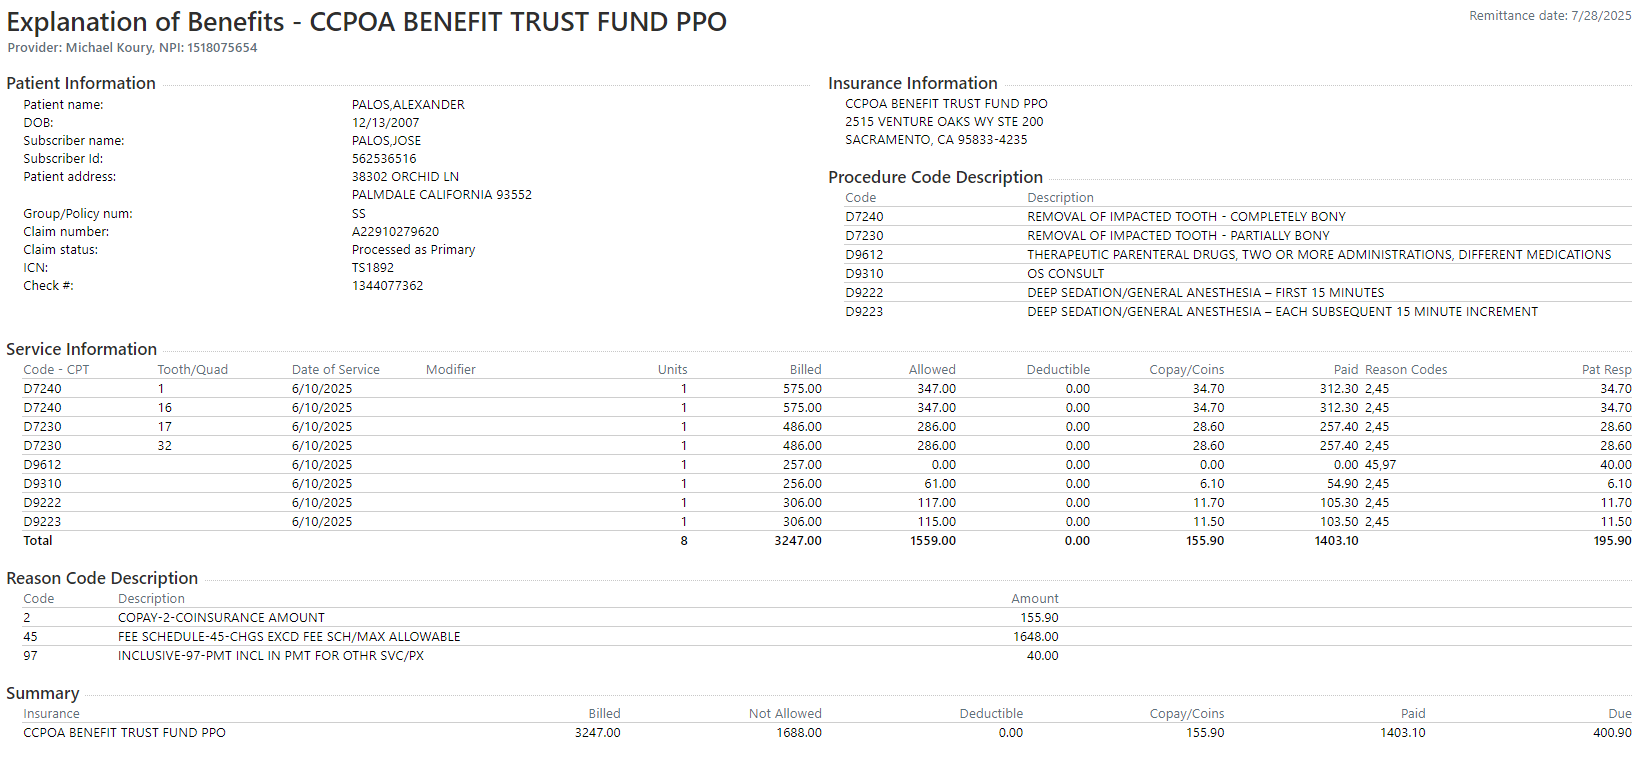 Explanation of Benefits - CCPOA BENEFIT TRUST FUND PPO
Remittance date: 7/28/2025
Provider: Michael Koury, NPI: 1518075654
Patient Information
Patient name: PALOS,ALEXANDER
DOB: 12/13/2007
Subscriber name: PALOS,JOSE
Subscriber Id: 562536516
Patient address: 38302 ORCHID LN
PALMDALE CALIFORNIA 93552
Group/Policy num: SS
Claim number: A22910279620
Claim status: Processed as Primary
ICN: TS1892
Check #: 1344077362
Insurance Information
CCPOA BENEFIT TRUST FUND PPO
2515 VENTURE OAKS WY STE 200
SACRAMENTO, CA 95833-4235
Procedure Code Description
Code Description
D7240 REMOVAL OF IMPACTED TOOTH - COMPLETELY BONY
D7230 REMOVAL OF IMPACTED TOOTH - PARTIALLY BONY
D9612 THERAPEUTIC PARENTERAL DRUGS, TWO OR MORE ADMINISTRATIONS, DIFFERENT MEDICATIONS
D9310 OS CONSULT
D9222 DEEP SEDATION/GENERAL ANESTHESIA – FIRST 15 MINUTES
D9223 DEEP SEDATION/GENERAL ANESTHESIA – EACH SUBSEQUENT 15 MINUTE INCREMENT
Service Information
Code - CPT Tooth/Quad Date of Service Modifier Units Billed Allowed Deductible Copay/Coins Paid Reason Codes Pat Resp
D7240 1 6/10/2025 1 575.00 347.00 0.00 34.70 312.30 2,45 34.70
D7240 16 6/10/2025 1 575.00 347.00 0.00 34.70 312.30 2,45 34.70
D7230 17 6/10/2025 1 486.00 286.00 0.00 28.60 257.40 2,45 28.60
D7230 32 6/10/2025 1 486.00 286.00 0.00 28.60 257.40 2,45 28.60
D9612 6/10/2025 1 257.00 0.00 0.00 0.00 0.00 45,97 40.00
D9310 6/10/2025 1 256.00 61.00 0.00 6.10 54.90 2,45 6.10
D9222 6/10/2025 1 306.00 117.00 0.00 11.70 105.30 2,45 11.70
D9223 6/10/2025 1 306.00 115.00 0.00 11.50 103.50 2,45 11.50
Total 8 3247.00 1559.00 0.00 155.90 1403.10 195.90
Reason Code Description
Code Description Amount
2 COPAY-2-COINSURANCE AMOUNT 155.90
45 FEE SCHEDULE-45-CHGS EXCD FEE SCH/MAX ALLOWABLE 1648.00
97 INCLUSIVE-97-PMT INCL IN PMT FOR OTHR SVC/PX 40.00
Summary
Insurance Billed Not Allowed Deductible Copay/Coins Paid Due
CCPOA BENEFIT TRUST FUND PPO 3247.00 1688.00 0.00 155.90 1403.10 400.90